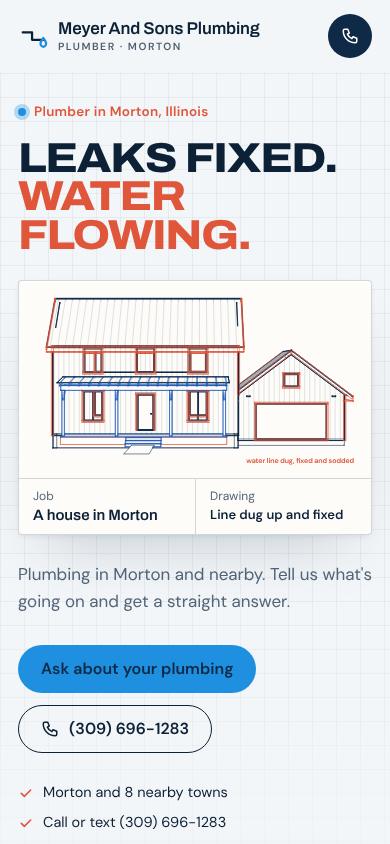 Meyer And Sons Plumbing
PLUMBER · MORTON
Plumber in Morton, Illinois
LEAKS FIXED.
WATER
FLOWING.
water line dug, fixed and sodded
Job
A house in Morton
Drawing
Line dug up and fixed
Plumbing in Morton and nearby. Tell us what's
going on and get a straight answer.
Ask about your plumbing
(309) 696-1283
Morton and 8 nearby towns
Call or text (309) 696-1283